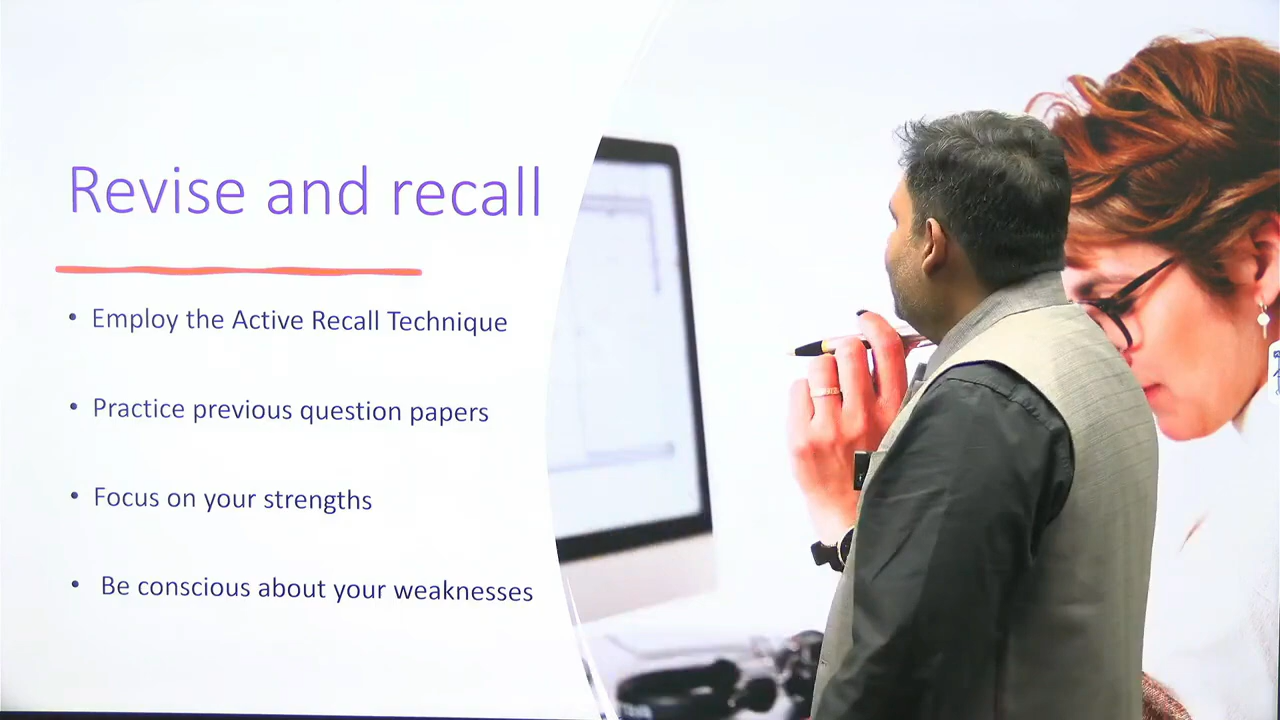 Revise and recall
• Employ the Active Recall Technique
• Practice previous question papers
• Focus on your strengths
• Be conscious about your weaknesses